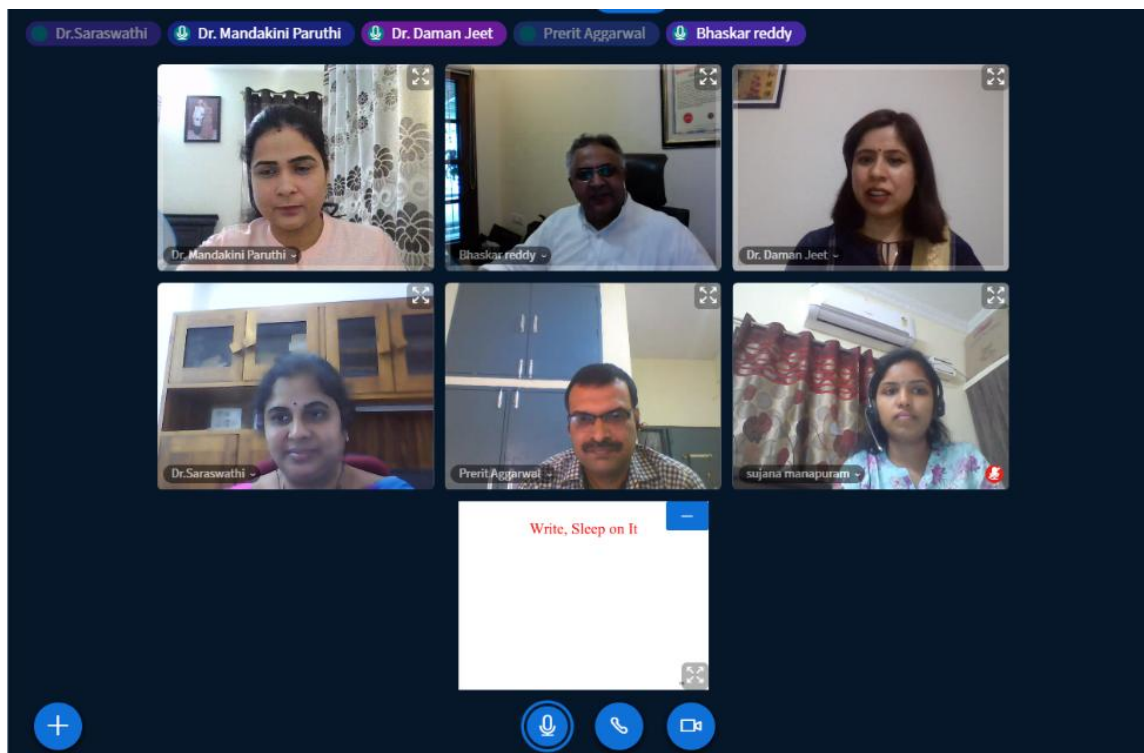 Dr.Saraswathi
Dr. Mandakini Paruthi
Dr. Daman Jeet
Prerit Aggarwal
Bhaskar reddy
Dr. Mandakini Paruthi
Bhaskar reddy
Dr. Daman Jeet
Dr.Saraswathi
Prerit Aggarwal
sujana manapuram
Write, Sleep on It